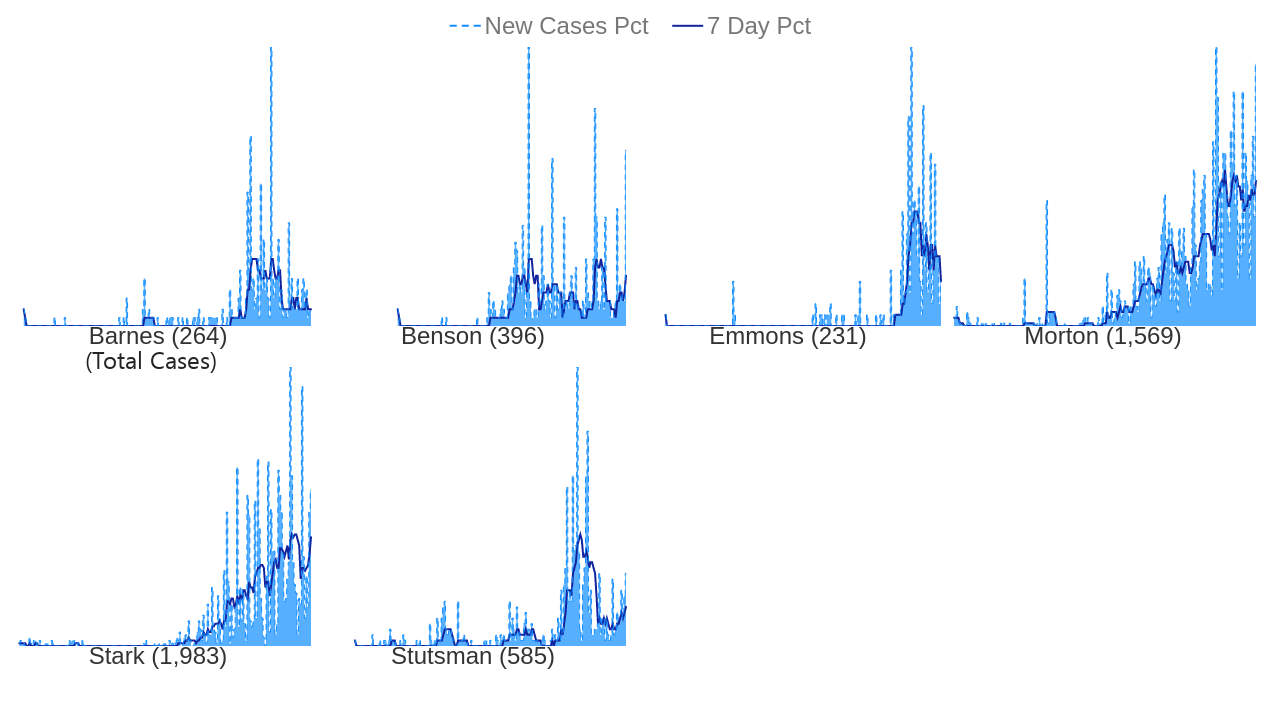 New Cases Pct 7 Day Pct
Barnes (264) Benson (396) Emmons (231) Morton (1,569)
(Total Cases)
Stark (1,983) Stutsman (585)